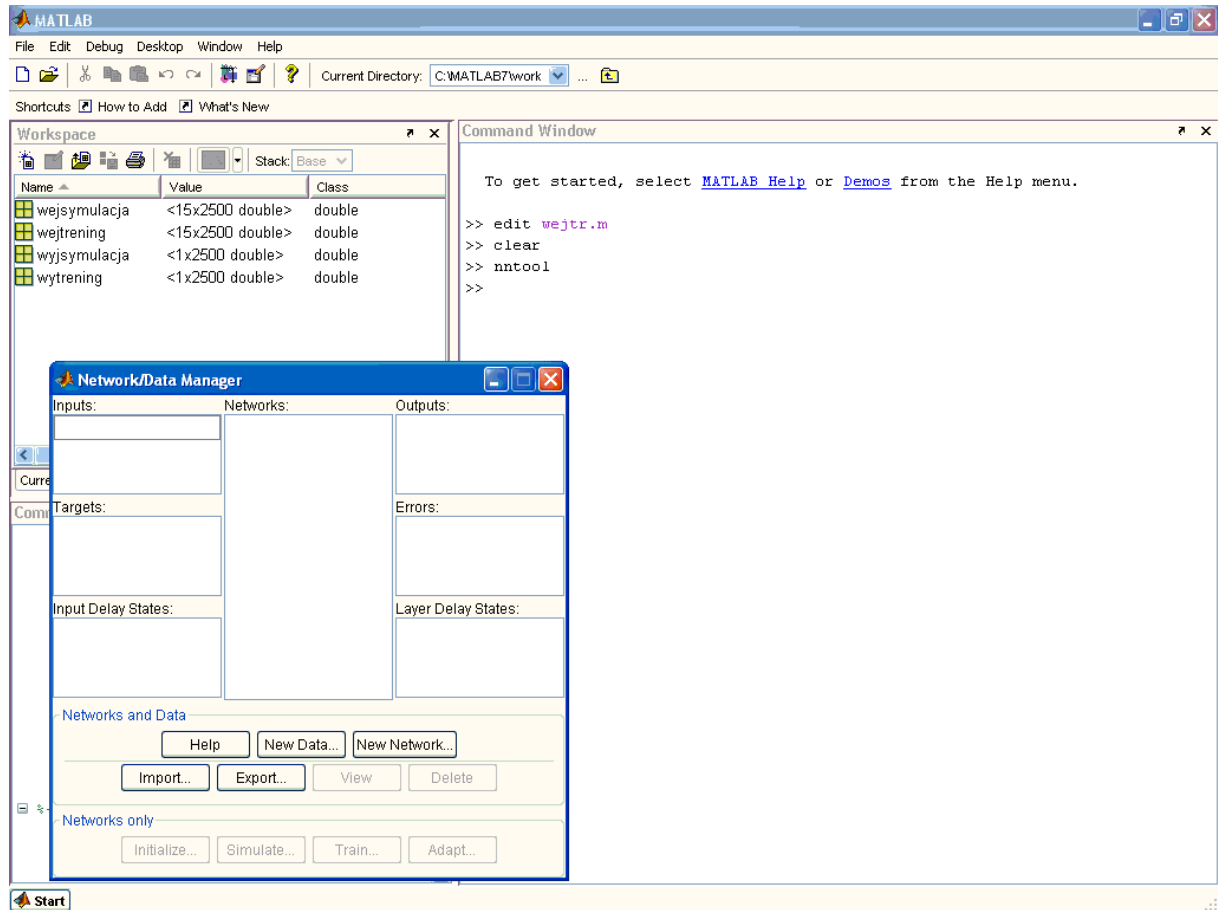 MATLAB
File Edit Debug Desktop Window Help
Current Directory: C:\MATLAB7\work ...
Shortcuts How to Add What's New
Workspace
Stack: Base
Name Value Class
wejsymulacja <15x2500 double> double
wejtrening <15x2500 double> double
wyjsymulacja <1x2500 double> double
wytrening <1x2500 double> double
Curre
Comm
Command Window
To get started, select MATLAB Help or Demos from the Help menu.
>> edit wejtr.m
>> clear
>> nntool
>>
Network/Data Manager
Inputs: Networks: Outputs:
Targets: Errors:
Input Delay States: Layer Delay States:
Networks and Data
Help New Data... New Network...
Import... Export... View Delete
Networks only
Initialize... Simulate... Train... Adapt...
%-
Start